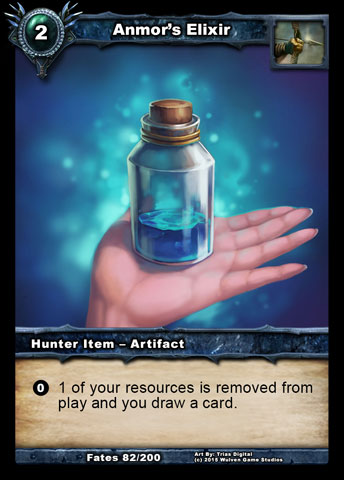 2
Anmor's Elixir
Hunter Item – Artifact
0 1 of your resources is removed from
play and you draw a card.
Fates 82/200
Art By: Trias Digital
(c) 2015 Wulven Game Studios